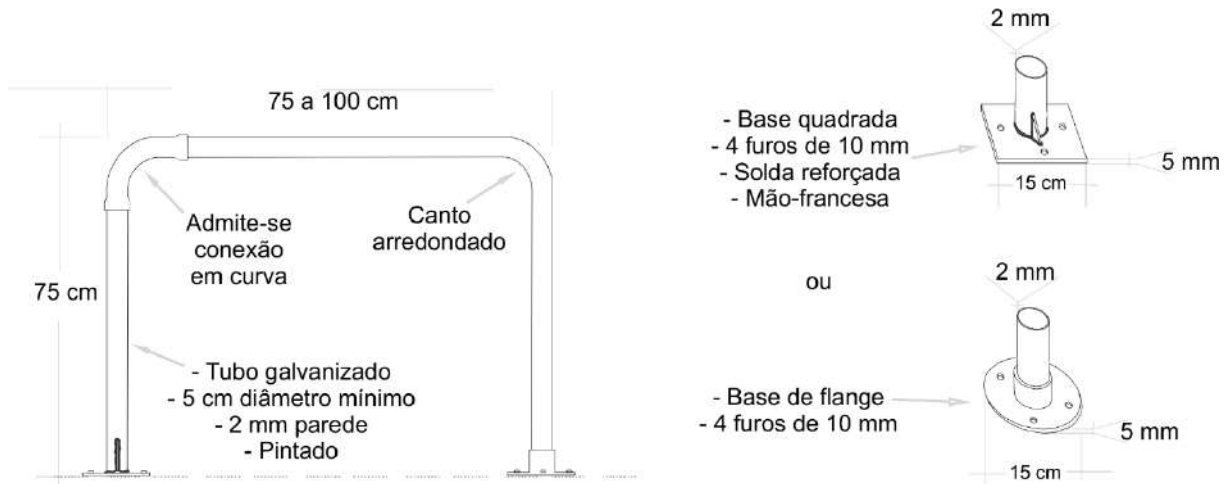 75 a 100 cm
75 cm
Admite-se
conexão
em curva
Canto
arredondado
- Tubo galvanizado
- 5 cm diâmetro mínimo
- 2 mm parede
- Pintado
2 mm
- Base quadrada
- 4 furos de 10 mm
- Solda reforçada
- Mão-francesa
5 mm
15 cm
ou
2 mm
- Base de flange
- 4 furos de 10 mm
5 mm
15 cm